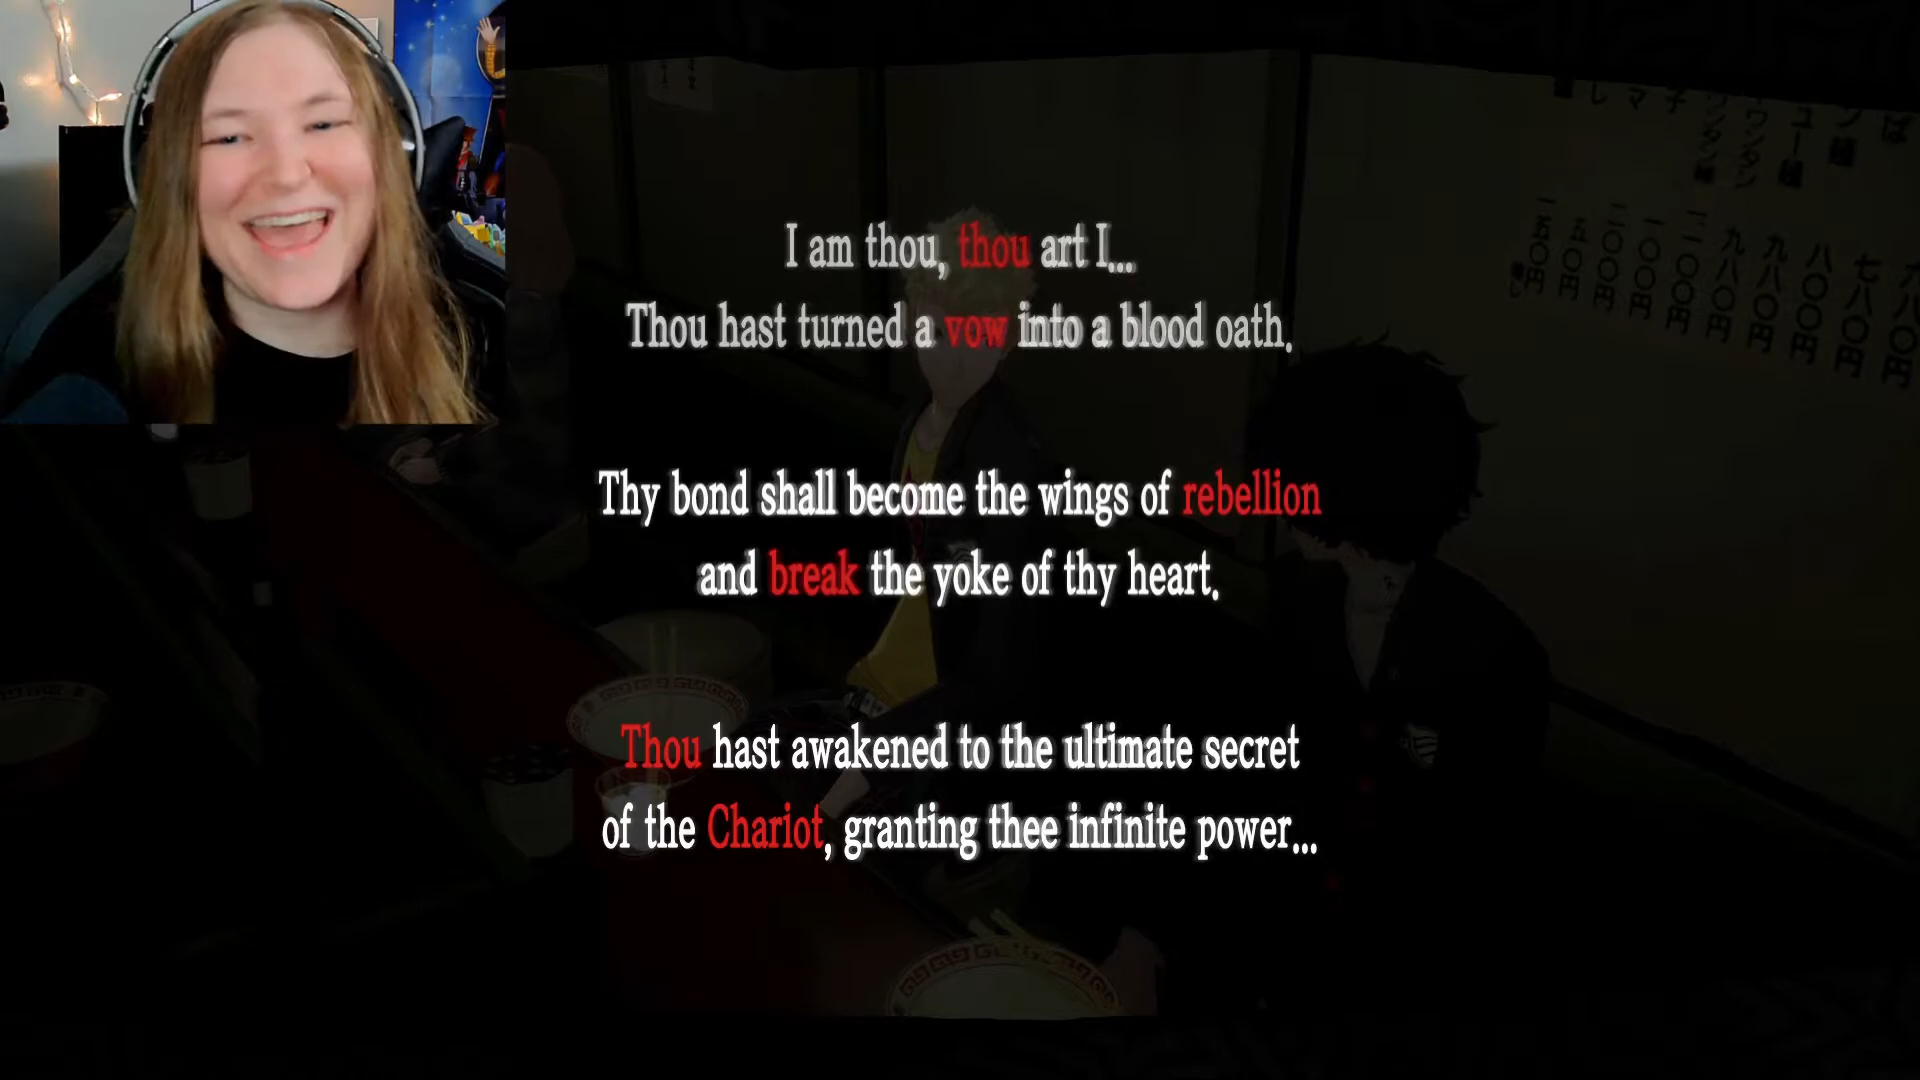 I am thou, thou art I...
Thou hast turned a vow into a blood oath.
Thy bond shall become the wings of rebellion
and break the yoke of thy heart.
Thou hast awakened to the ultimate secret
of the Chariot, granting thee infinite power...